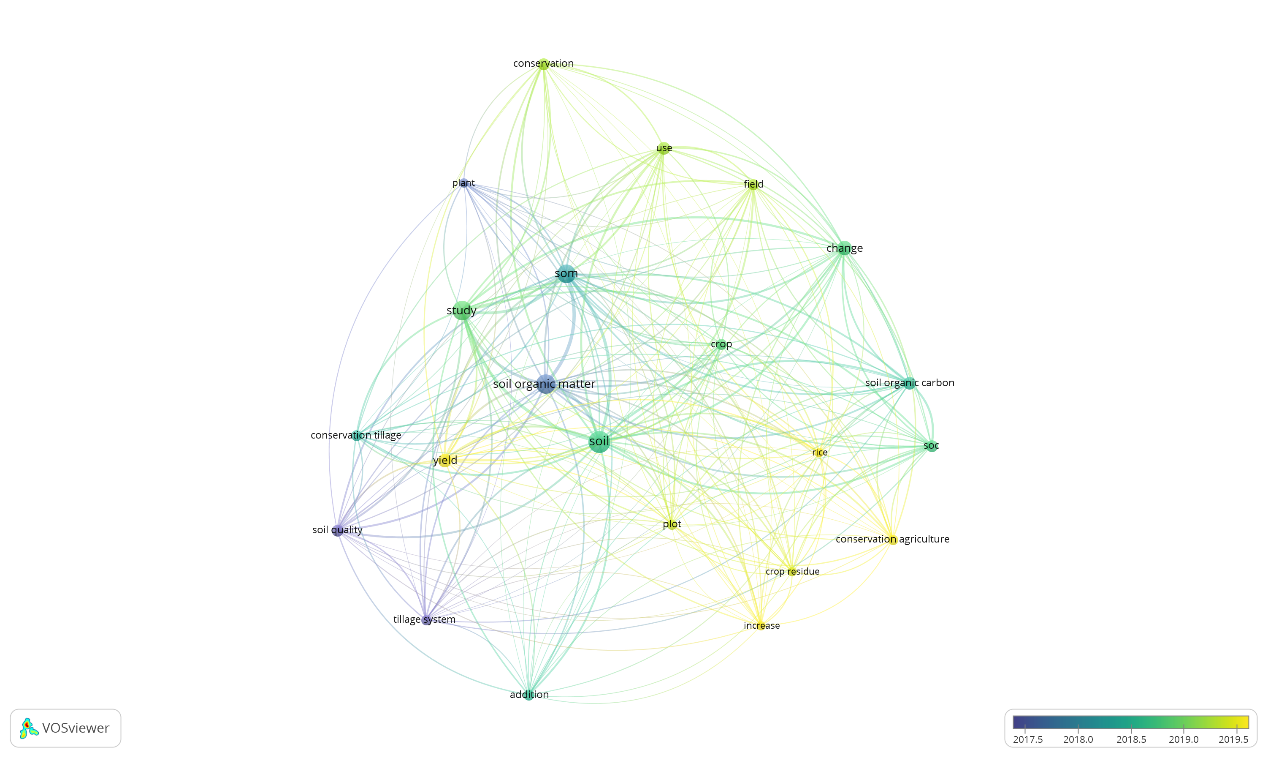 conservation
use
plant
field
change
som
study
crop
soil organic matter
soil organic carbon
conservation tillage
soil
soc
yield
rice
plot
soil quality
conservation agriculture
crop residue
tillage system
increase
addition
VOSviewer
2017.5 2018.0 2018.5 2019.0 2019.5